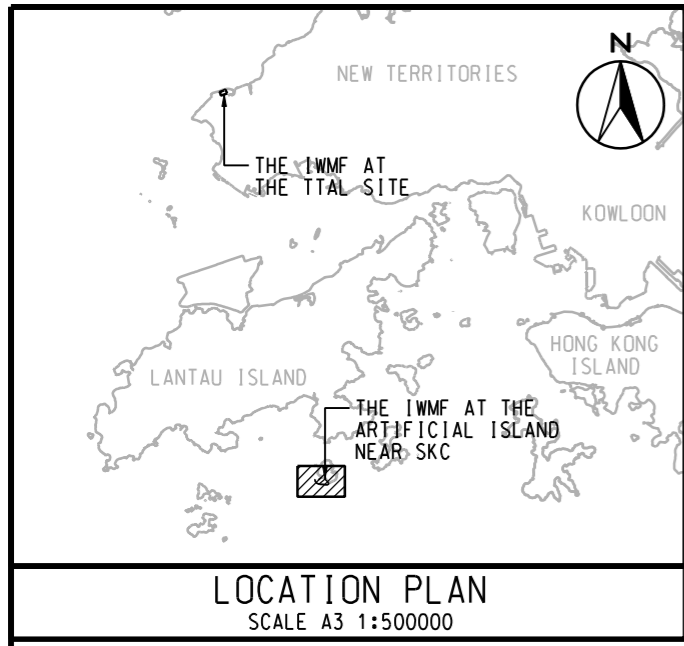 N
NEW TERRITORIES
THE IWMF AT
THE TTAL SITE
KOWLOON
HONG KONG
ISLAND
LANTAU ISLAND
THE IWMF AT THE
ARTIFICIAL ISLAND
NEAR SKC
LOCATION PLAN
SCALE A3 1:500000